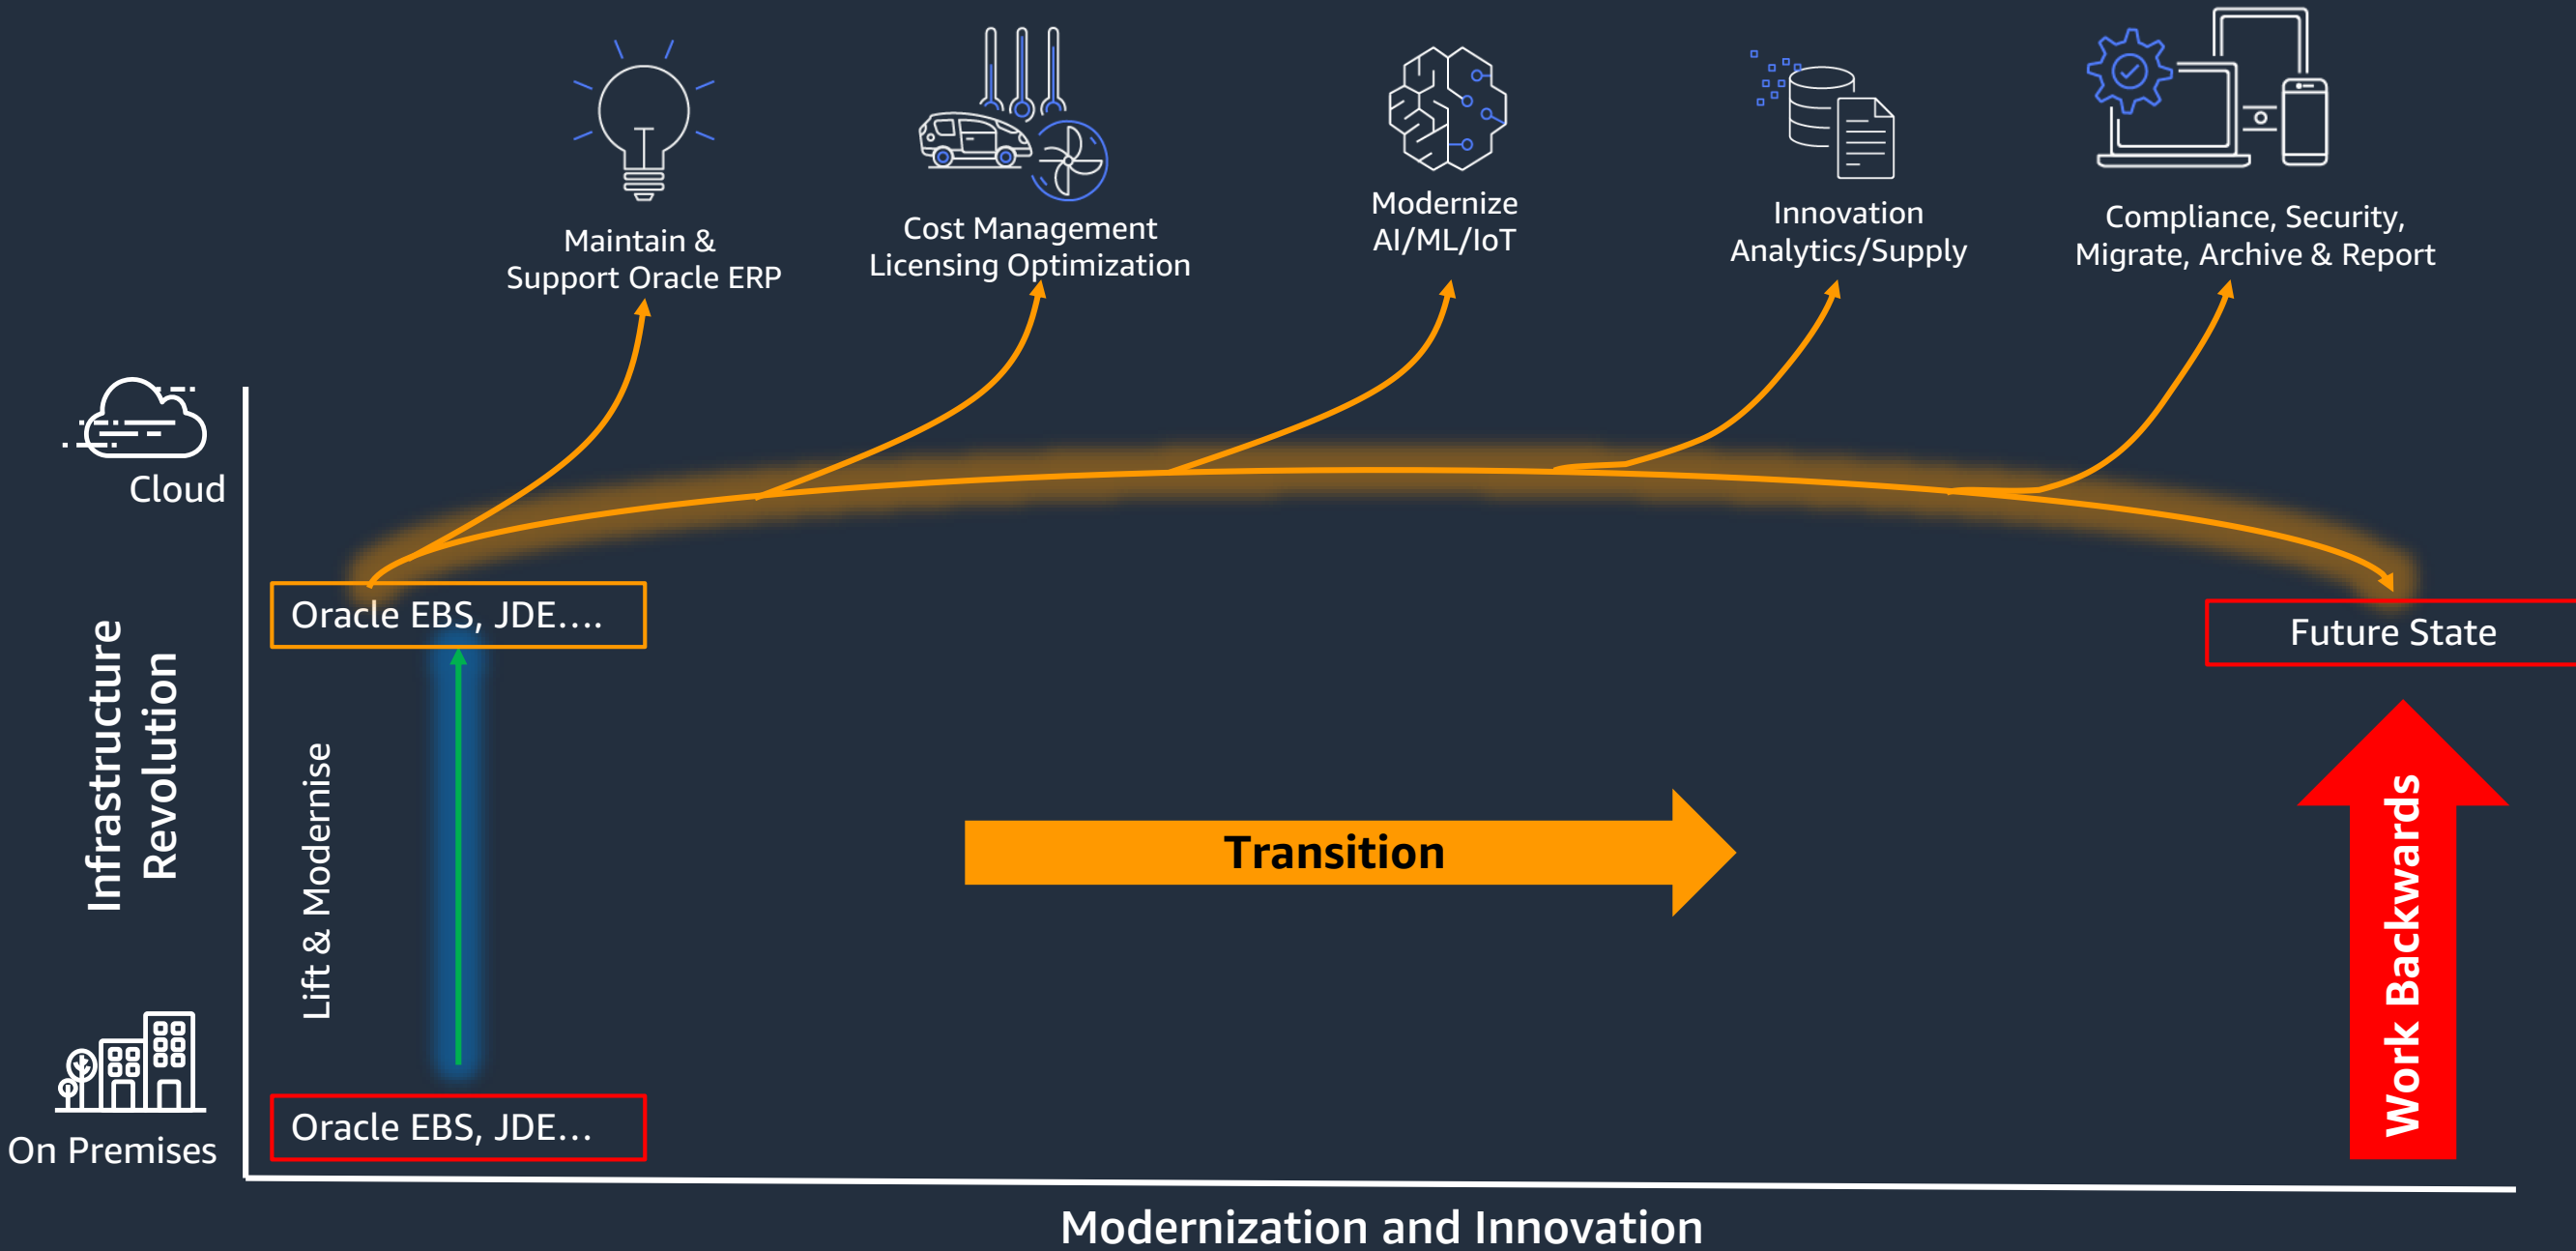 Maintain &
Support Oracle ERP
Cost Management
Licensing Optimization
Modernize
AI/ML/IoT
Innovation
Analytics/Supply
Compliance, Security,
Migrate, Archive & Report
Cloud
Infrastructure
Revolution
On Premises
Oracle EBS, JDE....
Lift & Modernise
Oracle EBS, JDE...
Transition
Future State
Work Backwards
Modernization and Innovation